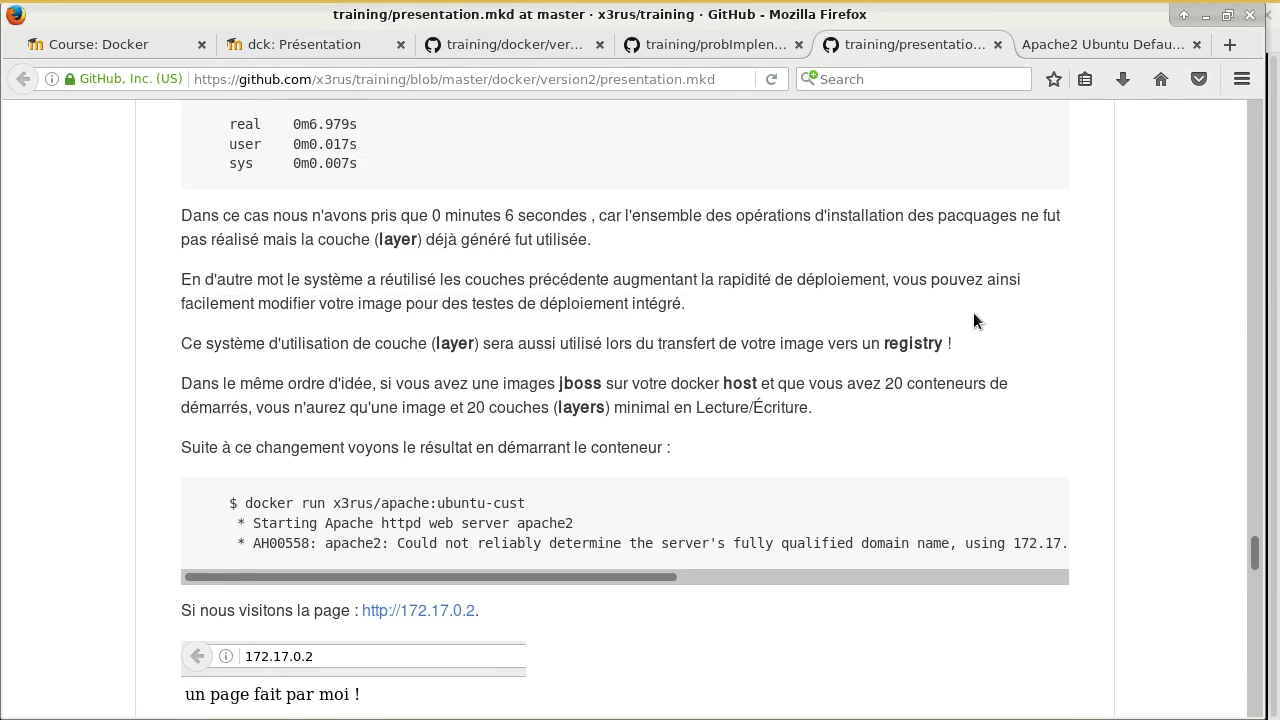 training/presentation.mkd at master · x3rus/training · GitHub - Mozilla Firefox
Course: Docker
dck: Présentation
training/docker/ver...
training/probImplen...
training/presentatio...
Apache2 Ubuntu Defau...
GitHub, Inc. (US)
https://github.com/x3rus/training/blob/master/docker/version2/presentation.mkd
Search
real 0m6.979s
user 0m0.017s
sys 0m0.007s
Dans ce cas nous n'avons pris que 0 minutes 6 secondes , car l'ensemble des opérations d'installation des pacquages ne fut
pas réalisé mais la couche (layer) déjà généré fut utilisée.
En d'autre mot le système a réutilisé les couches précédente augmentant la rapidité de déploiement, vous pouvez ainsi
facilement modifier votre image pour des testes de déploiement intégré.
Ce système d'utilisation de couche (layer) sera aussi utilisé lors du transfert de votre image vers un registry !
Dans le même ordre d'idée, si vous avez une images jboss sur votre docker host et que vous avez 20 conteneurs de
démarrés, vous n'aurez qu'une image et 20 couches (layers) minimal en Lecture/Écriture.
Suite à ce changement voyons le résultat en démarrant le conteneur :
$ docker run x3rus/apache:ubuntu-cust
* Starting Apache httpd web server apache2
* AH00558: apache2: Could not reliably determine the server's fully qualified domain name, using 172.17.
Si nous visitons la page : http://172.17.0.2.
172.17.0.2
un page fait par moi !